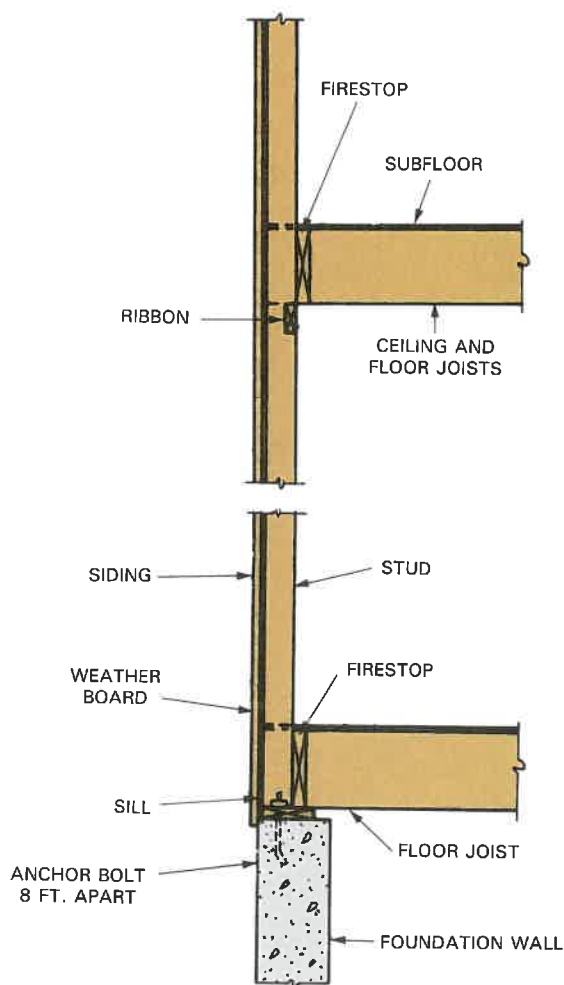 FIRESTOP
SUBFLOOR
RIBBON
CEILING AND
FLOOR JOISTS
SIDING
STUD
WEATHER
BOARD
FIRESTOP
SILL
FLOOR JOIST
ANCHOR BOLT
8 FT. APART
FOUNDATION WALL